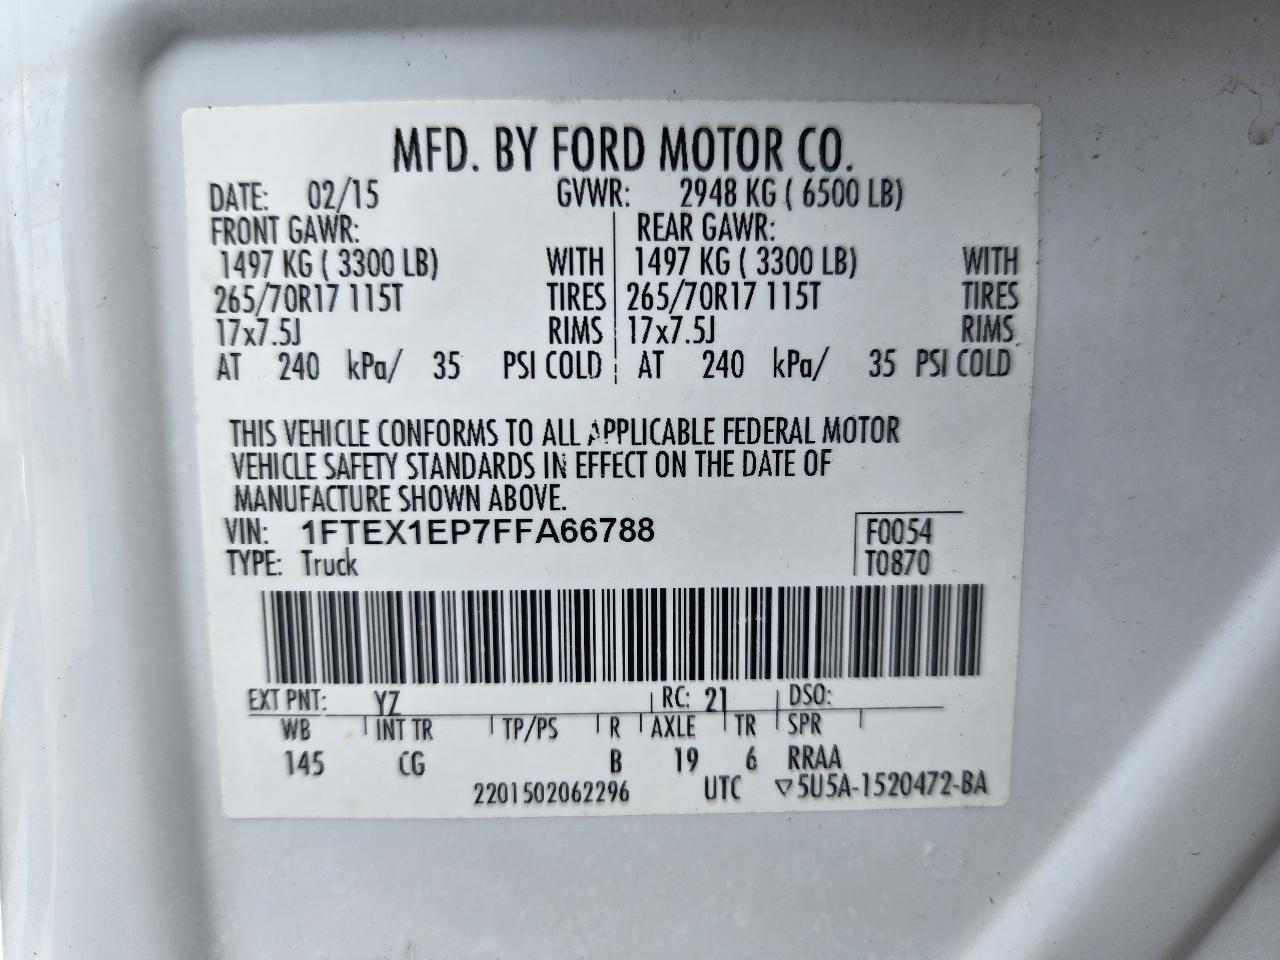 MFD. BY FORD MOTOR CO.
DATE: 02/15 GVWR: 2948 KG ( 6500 LB)
FRONT GAWR: REAR GAWR:
1497 KG ( 3300 LB) WITH 1497 KG ( 3300 LB) WITH
265/70R17 115T TIRES 265/70R17 115T TIRES
17x7.5J RIMS 17x7.5J RIMS
AT 240 kPa/ 35 PSI COLD AT 240 kPa/ 35 PSI COLD
THIS VEHICLE CONFORMS TO ALL APPLICABLE FEDERAL MOTOR
VEHICLE SAFETY STANDARDS IN EFFECT ON THE DATE OF
MANUFACTURE SHOWN ABOVE.
VIN: 1FTEX1EP7FFA66788 F0054
TYPE: Truck T0870
EXT PNT: YZ RC: 21 DSO:
WB INT TR TP/PS R AXLE TR SPR
145 CG B 19 6 RRAA
2201502062296 UTC ▽5U5A-1520472-BA